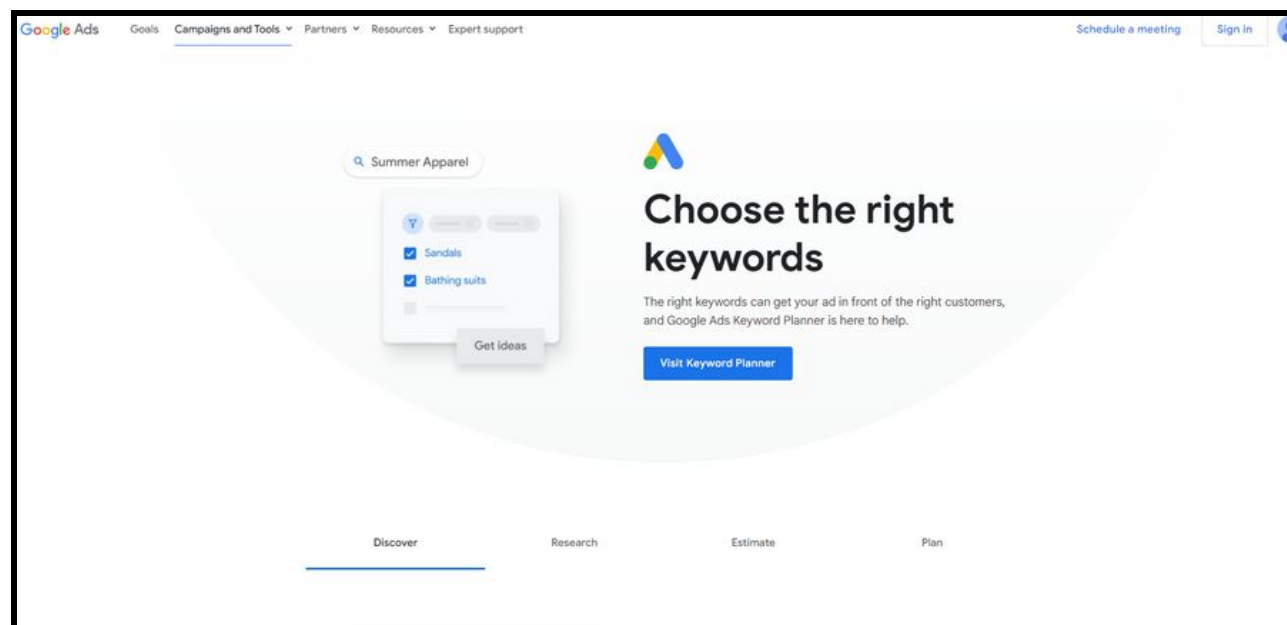 Google Ads
Goals
Campaigns and Tools
Partners
Resources
Expert support
Schedule a meeting
Sign in
Summer Apparel
Sandals
Bathing suits
Get ideas
Choose the right
keywords
The right keywords can get your ad in front of the right customers,
and Google Ads Keyword Planner is here to help.
Visit Keyword Planner
Discover
Research
Estimate
Plan